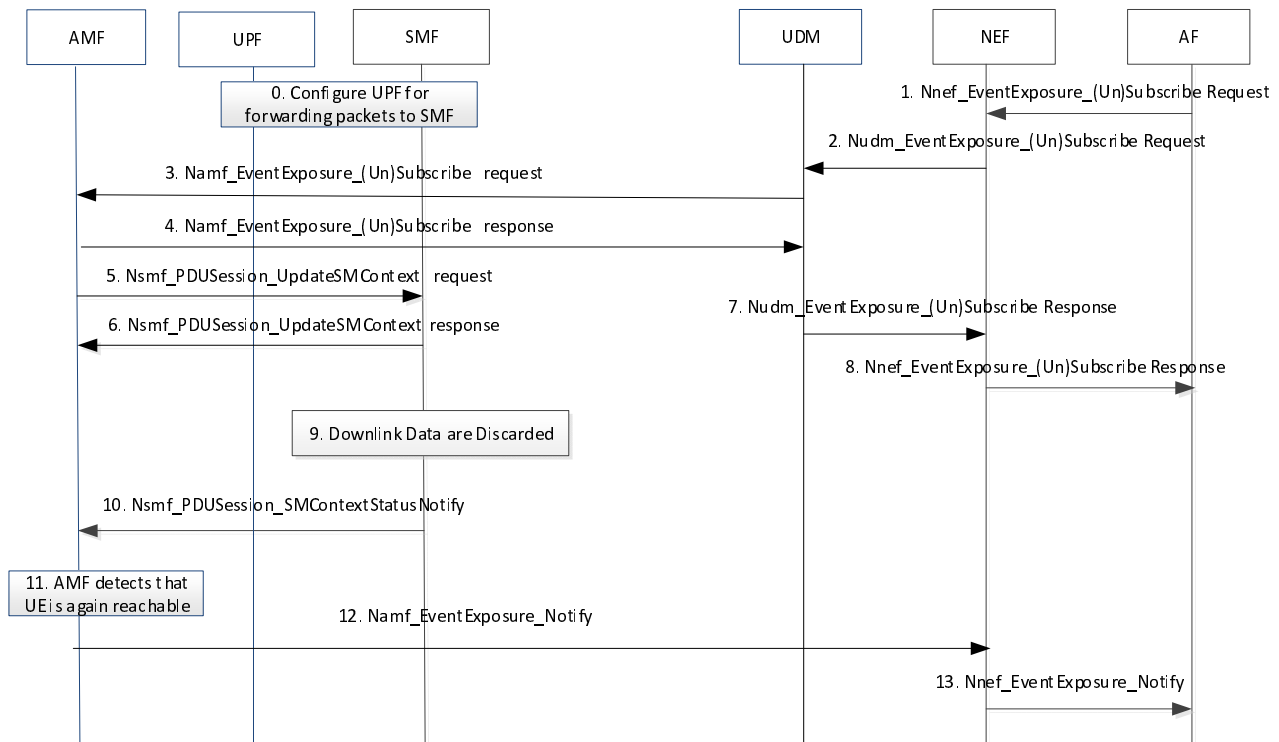 AMF
UPF
SMF
UDM
NEF
AF
0. Configure UPF for
forwarding packets to SMF
1. Nnef_EventExposure_(Un)Subscribe Request
2. Nudm_EventExposure_(Un)Subscribe Request
3. Namf_EventExposure_(Un)Subscribe request
4. Namf_EventExposure_(Un)Subscribe response
5. Nsmf_PDUSession_UpdateSMContext request
6. Nsmf_PDUSession_UpdateSMContext response
7. Nudm_EventExposure_(Un)Subscribe Response
8. Nnef_EventExposure_(Un)Subscribe Response
9. Downlink Data are Discarded
10. Nsmf_PDUSession_SMContextStatusNotify
11. AMF detects that
UE is again reachable
12. Namf_EventExposure_Notify
13. Nnef_EventExposure_Notify